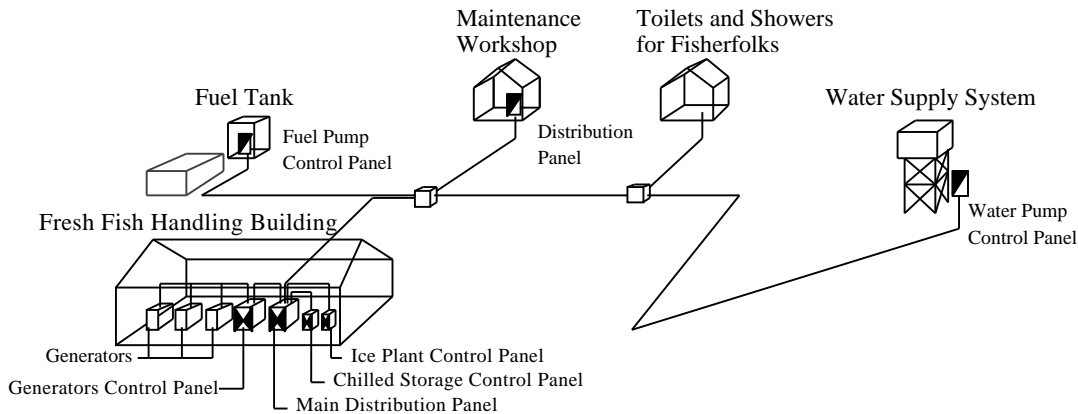 Maintenance
Workshop
Toilets and Showers
for Fisherfolks
Fuel Tank
Water Supply System
Fuel Pump
Control Panel
Distribution
Panel
Fresh Fish Handling Building
Water Pump
Control Panel
Generators
Ice Plant Control Panel
Generators Control Panel
Chilled Storage Control Panel
Main Distribution Panel